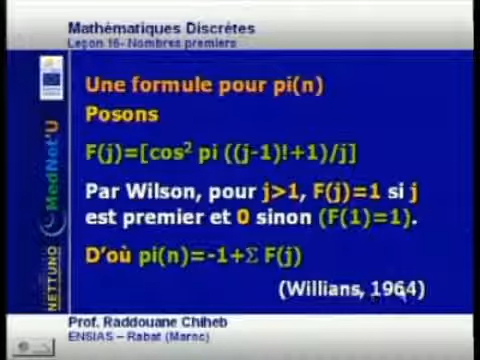 Mathématiques Discrétes
Leçon 16- Nombres premiers
Une formule pour pi(n)
Posons
F(j)=[cos² pi ((j-1)!+1)/j]
Par Wilson, pour j>1, F(j)=1 si j
est premier et 0 sinon (F(1)=1).
D'où pi(n)=-1+Σ F(j)
(Willians, 1964)
NETTUNO MedNet'U
Prof. Raddouane Chiheb
ENSIAS – Rabat (Maroc)